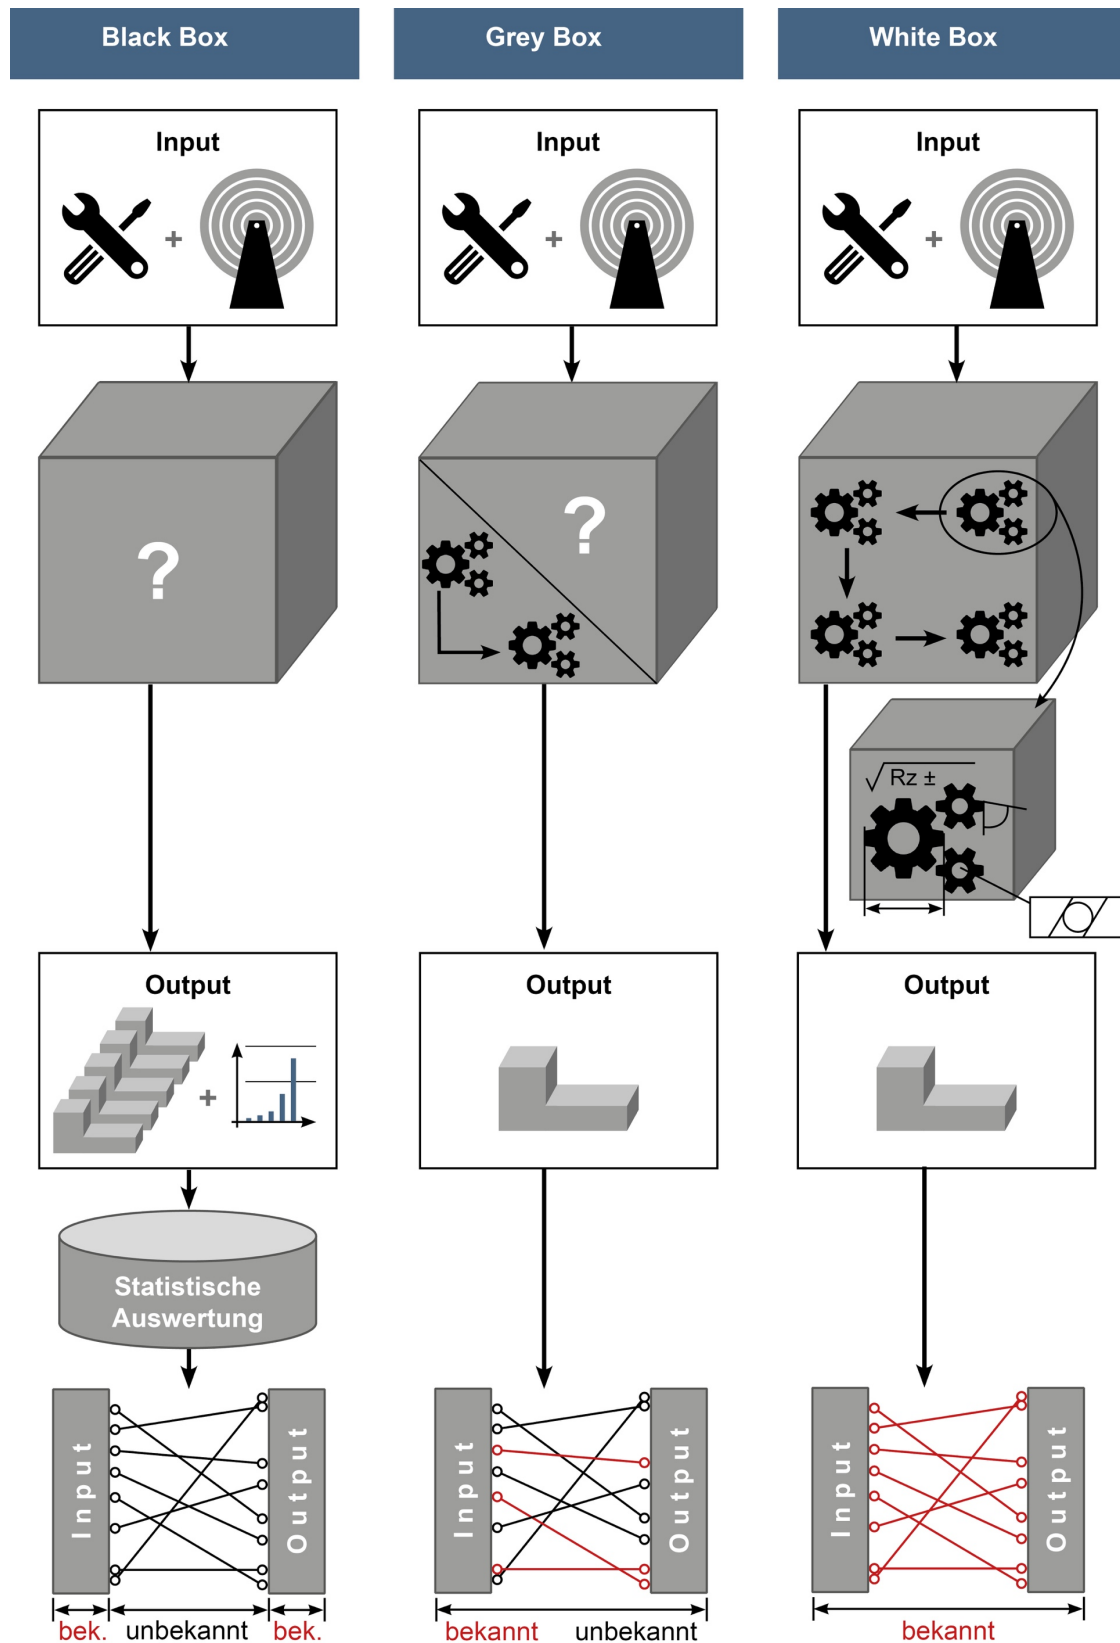 Black Box
Grey Box
White Box
Input
Input
Input
+
+
+
?
?
√Rz ±
Output
Output
Output
+
Statistische
Auswertung
Input
Output
Input
Output
Input
Output
bek.
unbekannt
bek.
bekannt
unbekannt
bekannt